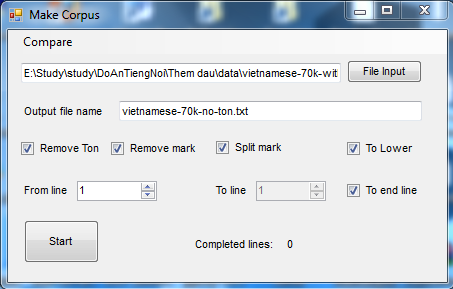 Make Corpus
Compare
E:\Study\study\DoAnTiengNoi\Them dau\data\vietnamese-70k-wit
File Input
Output file name vietnamese-70k-no-ton.txt
Remove Ton Remove mark Split mark To Lower
From line 1 To line 1 To end line
Start
Completed lines: 0